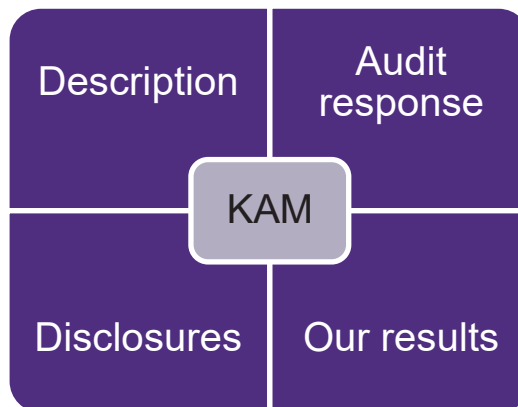 Description
Audit
response
KAM
Disclosures
Our results